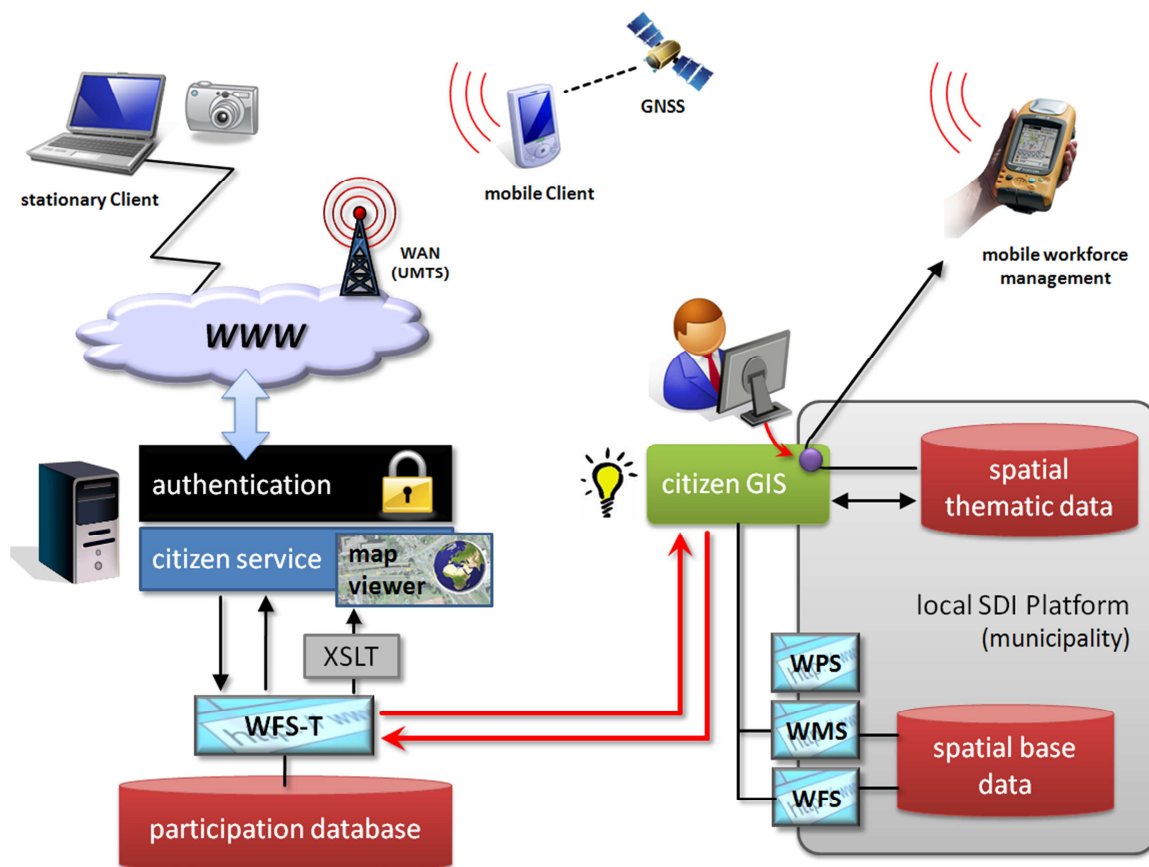 GNSS
stationary Client
mobile Client
WAN
(UMTS)
mobile workforce
management
WWW
authentication
citizen service
map
viewer
XSLT
WFS-T
participation database
citizen GIS
spatial
thematic data
local SDI Platform
(municipality)
WPS
WMS
WFS
spatial base
data